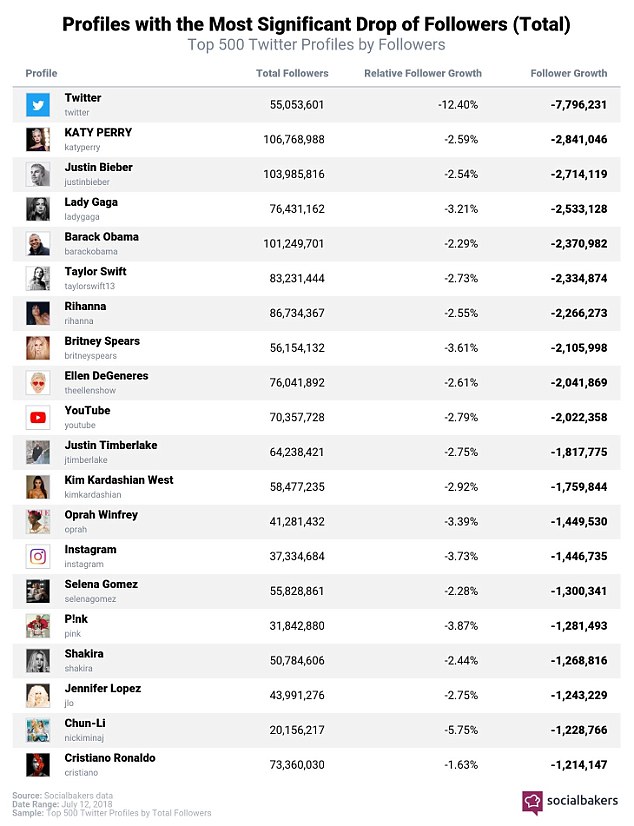 Profiles with the Most Significant Drop of Followers (Total)
Top 500 Twitter Profiles by Followers
Profile Total Followers Relative Follower Growth Follower Growth
Twitter
twitter 55,053,601 -12.40% -7,796,231
KATY PERRY
katyperry 106,768,988 -2.59% -2,841,046
Justin Bieber
justinbieber 103,985,816 -2.54% -2,714,119
Lady Gaga
ladygaga 76,431,162 -3.21% -2,533,128
Barack Obama
barackobama 101,249,701 -2.29% -2,370,982
Taylor Swift
taylorswift13 83,231,444 -2.73% -2,334,874
Rihanna
rihanna 86,734,367 -2.55% -2,266,273
Britney Spears
britneyspears 56,154,132 -3.61% -2,105,998
Ellen DeGeneres
theellenshow 76,041,892 -2.61% -2,041,869
YouTube
youtube 70,357,728 -2.79% -2,022,358
Justin Timberlake
jtimberlake 64,238,421 -2.75% -1,817,775
Kim Kardashian West
kimkardashian 58,477,235 -2.92% -1,759,844
Oprah Winfrey
oprah 41,281,432 -3.39% -1,449,530
Instagram
instagram 37,334,684 -3.73% -1,446,735
Selena Gomez
selenagomez 55,828,861 -2.28% -1,300,341
P!nk
pink 31,842,880 -3.87% -1,281,493
Shakira
shakira 50,784,606 -2.44% -1,268,816
Jennifer Lopez
jlo 43,991,276 -2.75% -1,243,229
Chun-Li
nickiminaj 20,156,217 -5.75% -1,228,766
Cristiano Ronaldo
cristiano 73,360,030 -1.63% -1,214,147
Source: Socialbakers data
Date Range: July 12, 2018
Sample: Top 500 Twitter Profiles by Total Followers
socialbakers